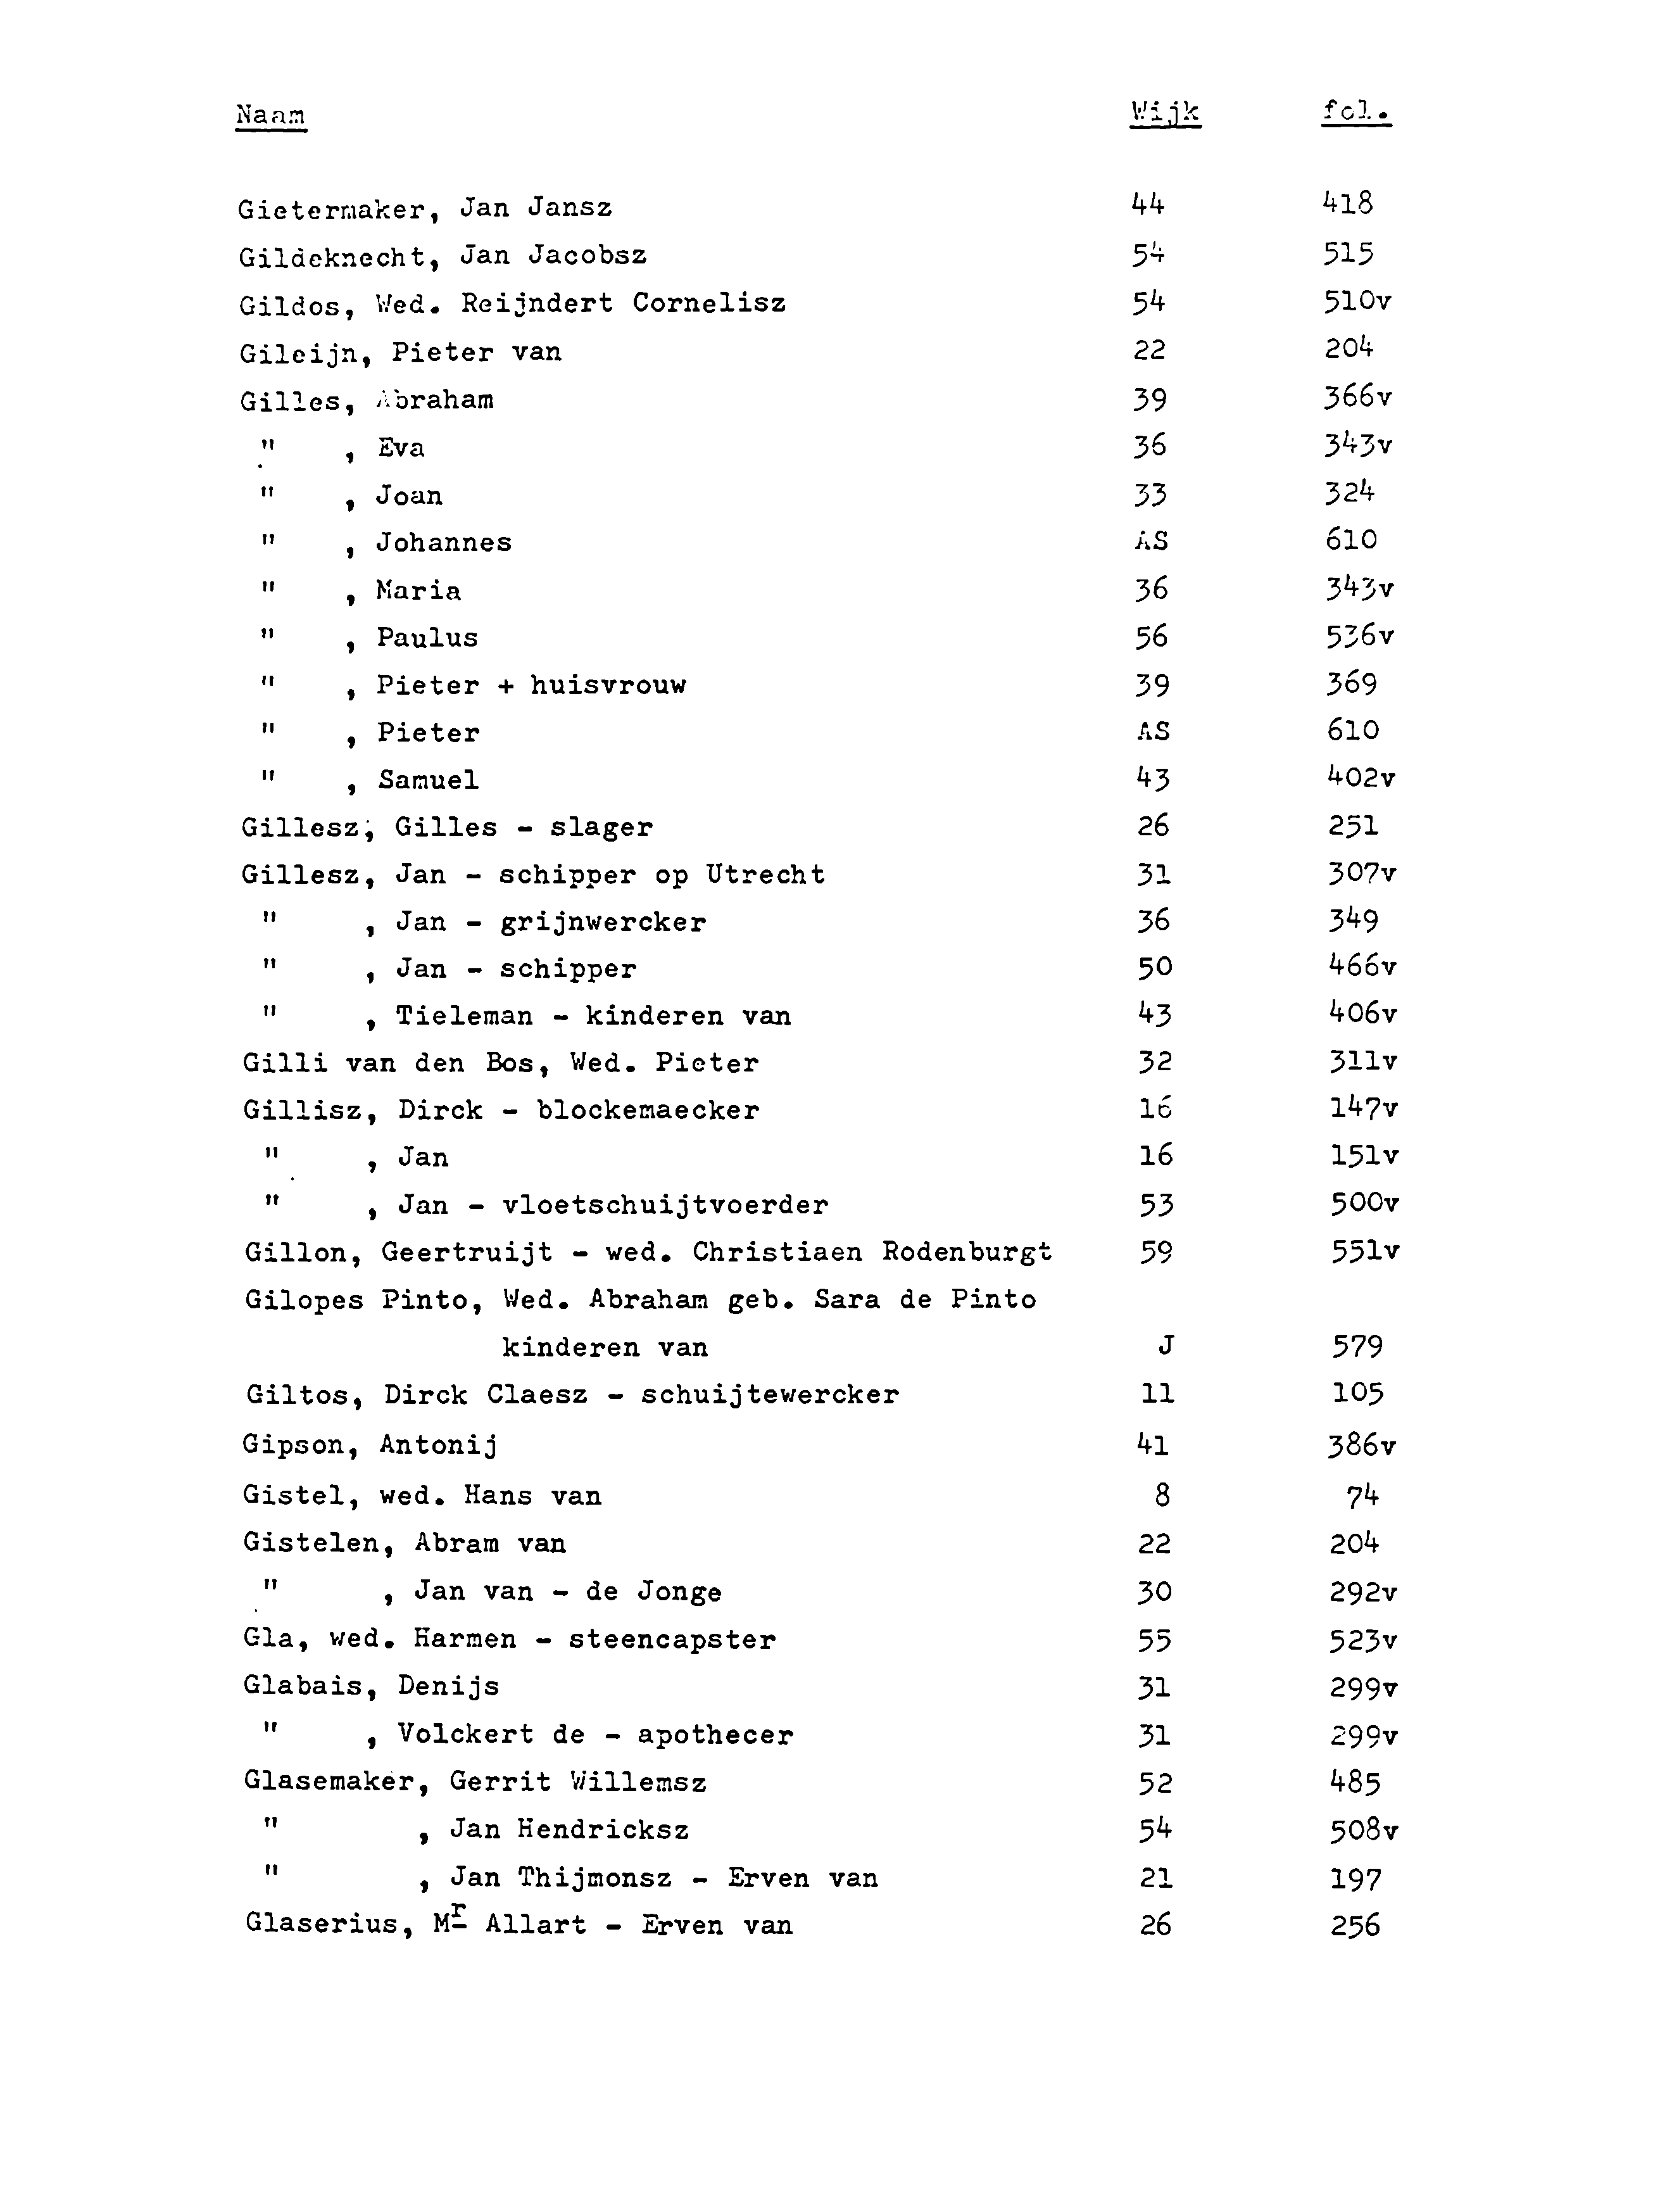 Naam Wijk fol.
Gietermaker, Jan Jansz 44 418
Gildeknecht, Jan Jacobsz 54 515
Gildos, Wed. Reijndert Cornelisz 54 510v
Gileijn, Pieter van 22 204
Gilles, Abraham 39 366v
" , Eva 36 343v
" , Joan 33 324
" , Johannes AS 610
" , Maria 36 343v
" , Paulus 56 536v
" , Pieter + huisvrouw 39 369
" , Pieter AS 610
" , Samuel 43 402v
Gillesz, Gilles - slager 26 251
Gillesz, Jan - schipper op Utrecht 31 307v
" , Jan - grijnwercker 36 349
" , Jan - schipper 50 466v
" , Tieleman - kinderen van 43 406v
Gilli van den Bos, Wed. Pieter 32 311v
Gillisz, Dirck - blockemaecker 16 147v
" , Jan 16 151v
" , Jan - vloetschuijtvoerder 53 500v
Gillon, Geertruijt - wed. Christiaen Rodenburgt 59 551v
Gilopes Pinto, Wed. Abraham geb. Sara de Pinto
kinderen van J 579
Giltos, Dirck Claesz - schuijtewercker 11 105
Gipson, Antonij 41 386v
Gistel, wed. Hans van 8 74
Gistelen, Abram van 22 204
" , Jan van - de Jonge 30 292v
Gla, wed. Harmen - steencapster 55 523v
Glabais, Denijs 31 299v
" , Volckert de - apothecer 31 299v
Glasemaker, Gerrit Willemsz 52 485
" , Jan Hendricksz 54 508v
" , Jan Thijmonsz - Erven van 21 197
Glaserius, Mr Allart - Erven van 26 256